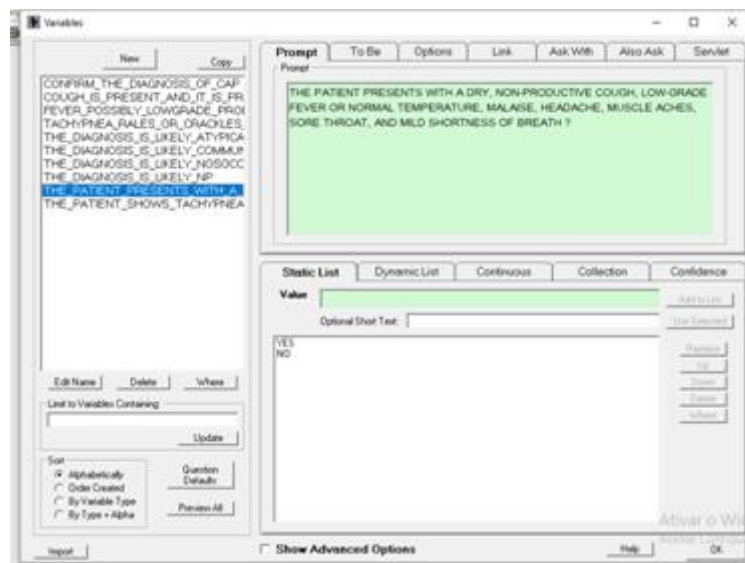 Variables
New
Copy
CONFIRM_THE_DIAGNOSIS_OF_CAP
COUGH_IS_PRESENT_AND_IT_IS_PR
FEVER_POSSIBLY_LOWGRADE_PROI
TACHYPNEA_RALES_OR_CRACKLES_
THE_DIAGNOSIS_IS_LIKELY_ATYPICA
THE_DIAGNOSIS_IS_LIKELY_COMMUN
THE_DIAGNOSIS_IS_LIKELY_NOSOCC
THE_DIAGNOSIS_IS_LIKELY_NP
THE_PATIENT_PRESENTS_WITH_A_
THE_PATIENT_SHOWS_TACHYPNEA
Edit Name
Delete
Where
Limit to Variables Containing
Update
Sort
Alphabetically
Order Created
By Variable Type
By Type + Alpha
Question Defaults
Preview All
Import
Prompt
To Be
Options
Link
Ask With
Also Ask
Servlet
Prompt
THE PATIENT PRESENTS WITH A DRY, NON-PRODUCTIVE COUGH, LOW-GRADE
FEVER OR NORMAL TEMPERATURE, MALAISE, HEADACHE, MUSCLE ACHES,
SORE THROAT, AND MILD SHORTNESS OF BREATH ?
Static List
Dynamic List
Continuous
Collection
Confidence
Value
Add to List
Optional Short Text:
Use Selected
YES
NO
Replace
Up
Down
Delete
Where
Show Advanced Options
Help
OK
Ativar o Wi